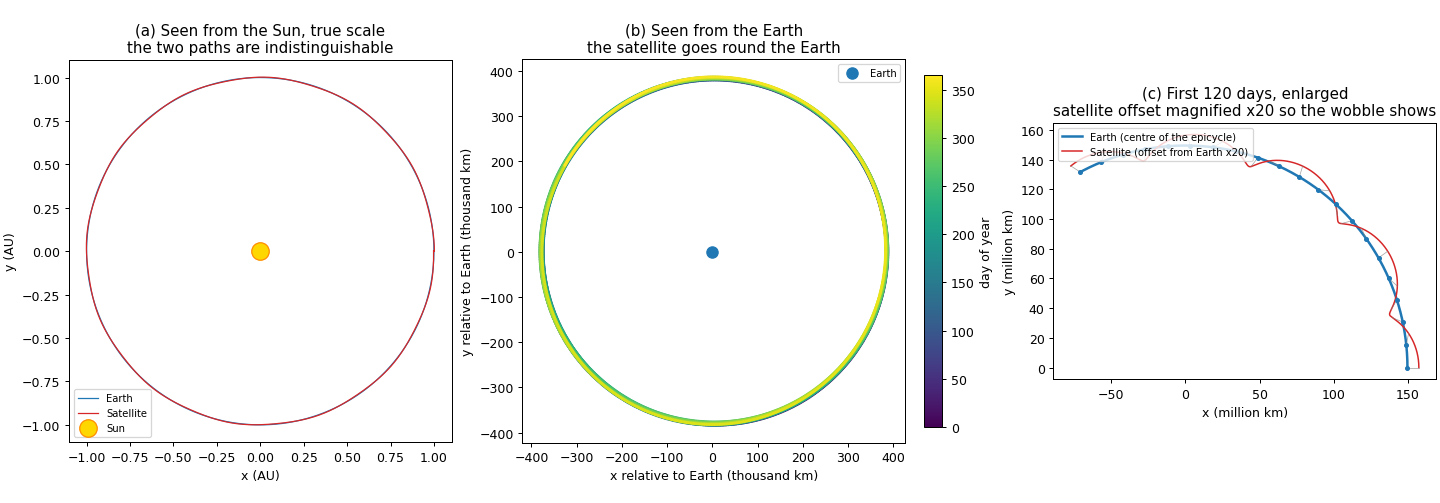 (a) Seen from the Sun, true scale
the two paths are indistinguishable
1.00
0.75
0.50
0.25
0.00
−0.25
−0.50
−0.75
−1.00
y (AU)
Earth
Satellite
Sun
−1.00 −0.75 −0.50 −0.25 0.00 0.25 0.50 0.75 1.00
x (AU)
(b) Seen from the Earth
the satellite goes round the Earth
400
300
200
100
0
−100
−200
−300
−400
y relative to Earth (thousand km)
Earth
−400 −300 −200 −100 0 100 200 300 400
x relative to Earth (thousand km)
350
300
250
200
150
100
50
0
day of year
(c) First 120 days, enlarged
satellite offset magnified x20 so the wobble shows
160
140
120
100
80
60
40
20
0
y (million km)
Earth (centre of the epicycle)
Satellite (offset from Earth x20)
−50 0 50 100 150
x (million km)